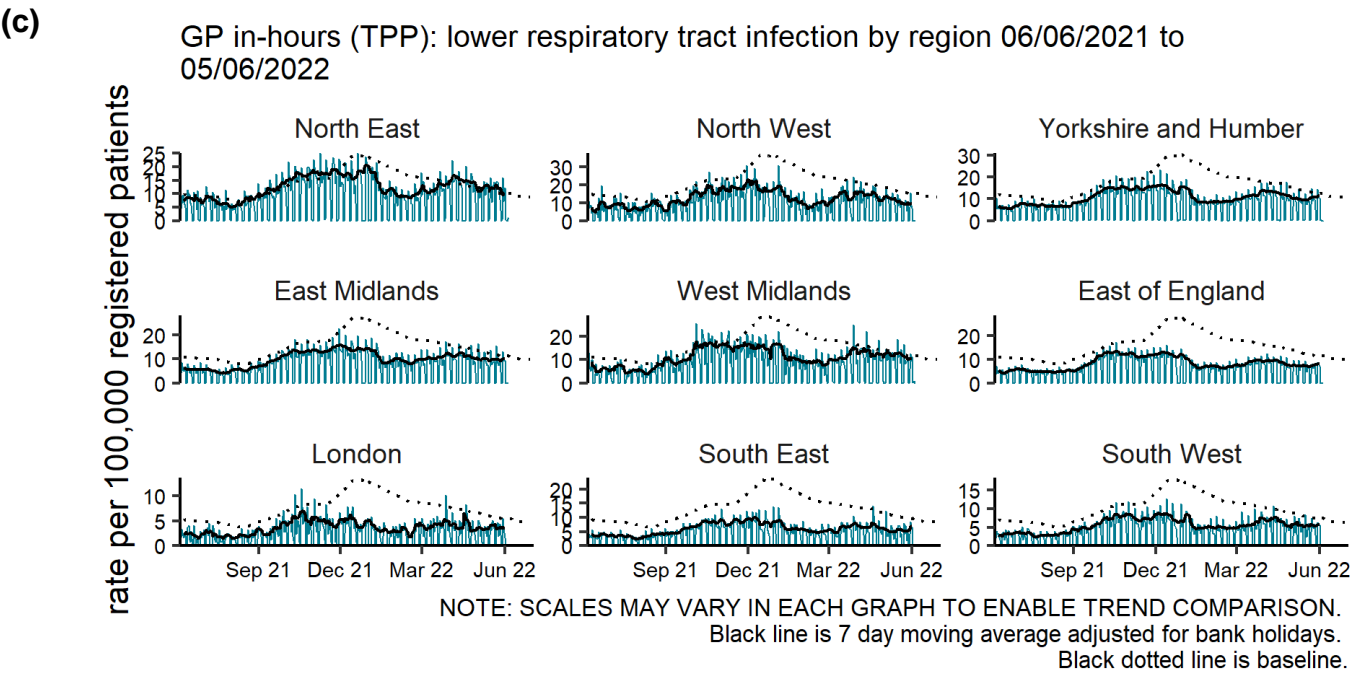 (c)
GP in-hours (TPP): lower respiratory tract infection by region 06/06/2021 to
05/06/2022
rate per 100,000 registered patients
North East
North West
Yorkshire and Humber
25
20
15
10
5
0
30
20
10
0
30
20
10
0
East Midlands
West Midlands
East of England
20
10
0
20
10
0
20
10
0
London
South East
South West
10
5
0
20
15
10
5
0
15
10
5
0
Sep 21 Dec 21 Mar 22 Jun 22
Sep 21 Dec 21 Mar 22 Jun 22
Sep 21 Dec 21 Mar 22 Jun 22
NOTE: SCALES MAY VARY IN EACH GRAPH TO ENABLE TREND COMPARISON.
Black line is 7 day moving average adjusted for bank holidays.
Black dotted line is baseline.